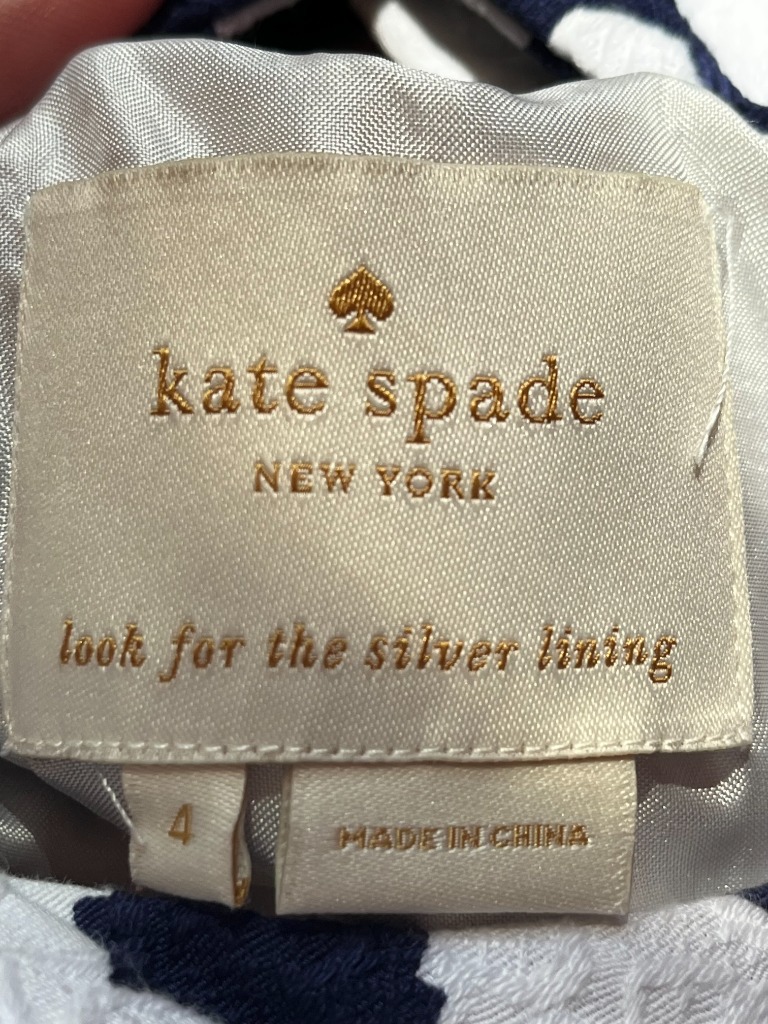 kate spade
NEW YORK
look for the silver lining
4
MADE IN CHINA